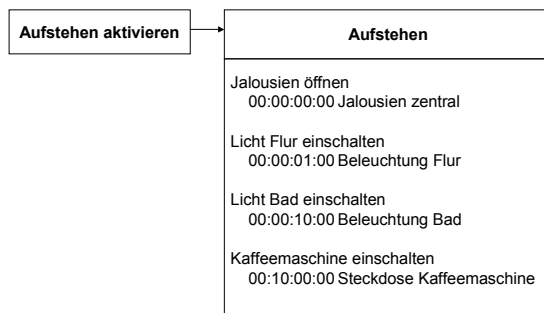 Aufstehen aktivieren
Aufstehen
Jalousien öffnen
00:00:00:00 Jalousien zentral
Licht Flur einschalten
00:00:01:00 Beleuchtung Flur
Licht Bad einschalten
00:00:10:00 Beleuchtung Bad
Kaffeemaschine einschalten
00:10:00:00 Steckdose Kaffeemaschine